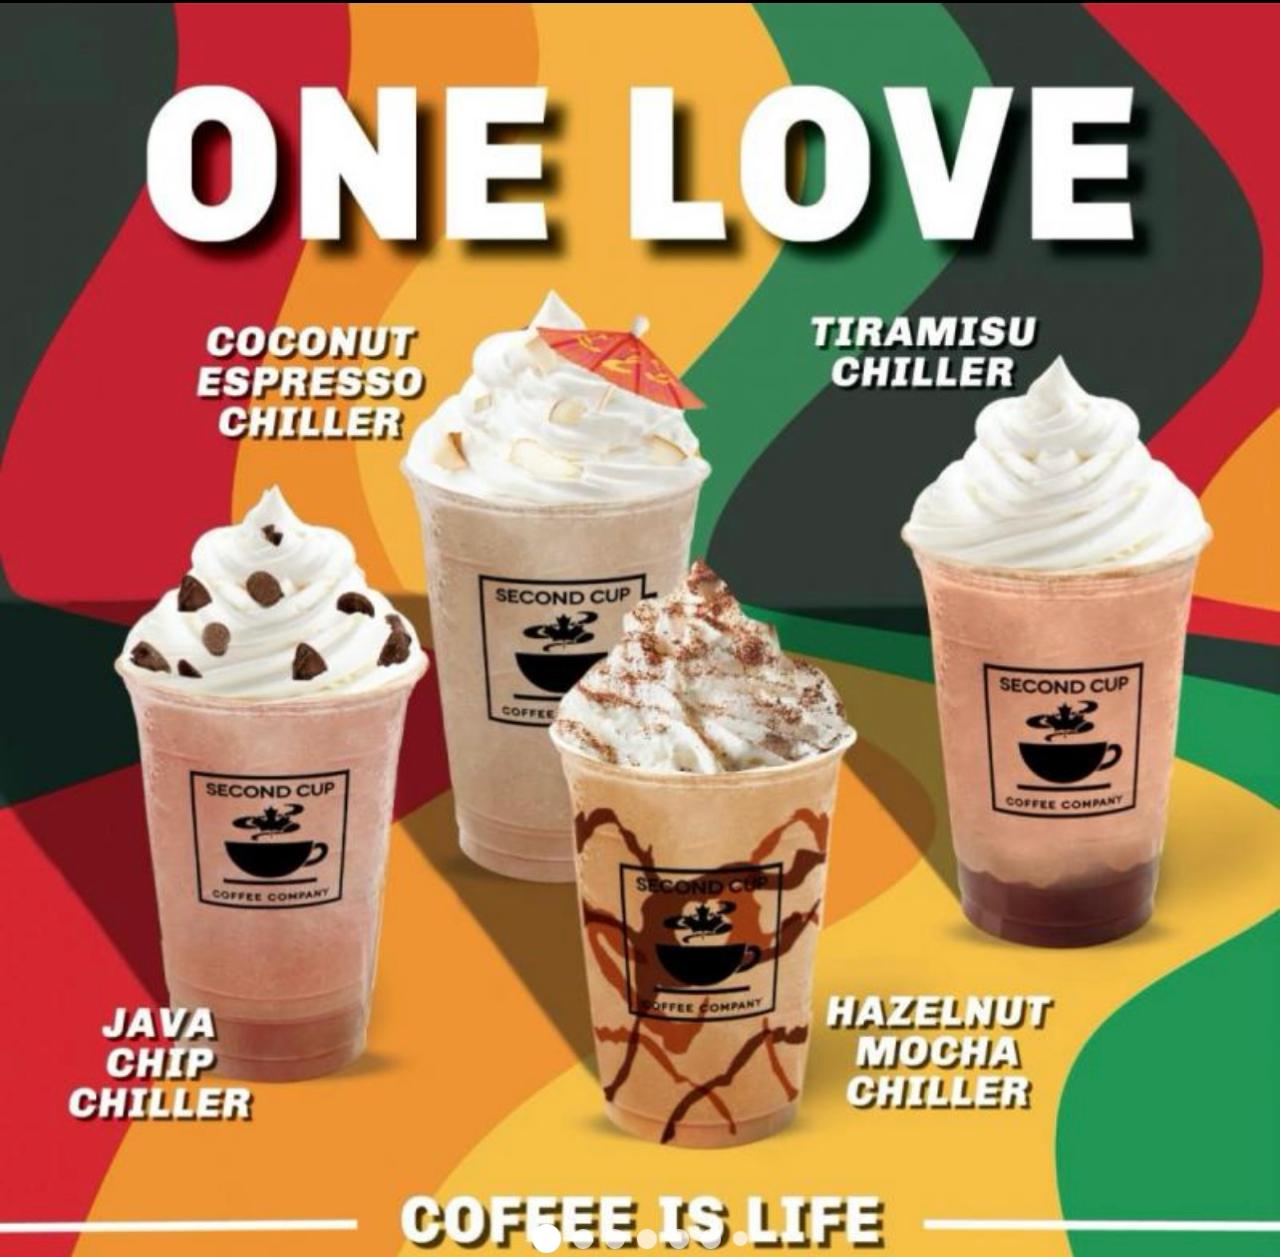 ONE LOVE
COCONUT
ESPRESSO
CHILLER
TIRAMISU
CHILLER
SECOND CUP
COFFEE
SECOND CUP
COFFEE COMPANY
SECOND CUP
COFFEE COMPANY
SECOND CUP
COFFEE COMPANY
JAVA
CHIP
CHILLER
HAZELNUT
MOCHA
CHILLER
COFFEE IS LIFE